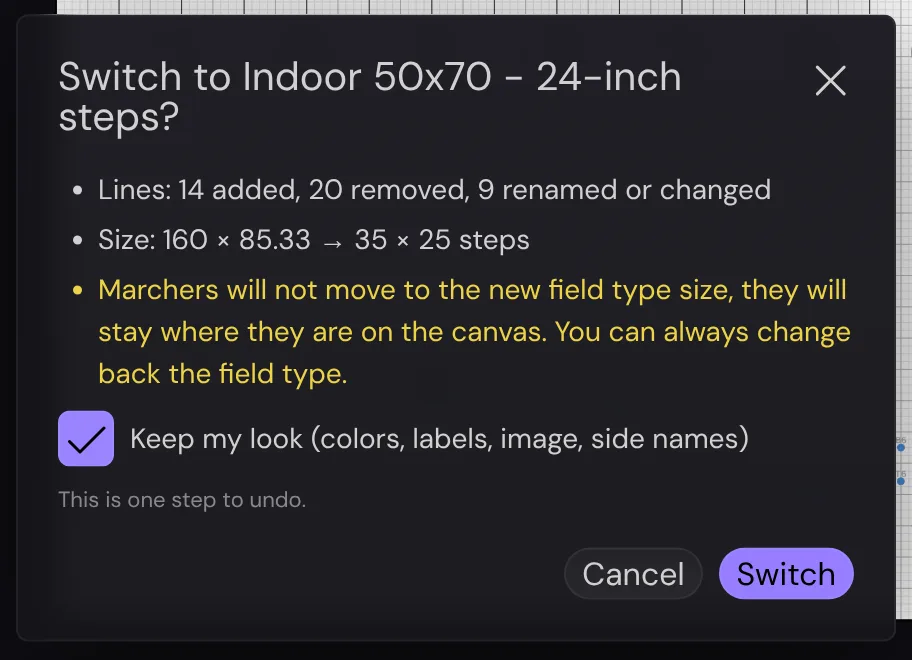 Switch to Indoor 50x70 - 24-inch
steps?
• Lines: 14 added, 20 removed, 9 renamed or changed
• Size: 160 × 85.33 → 35 × 25 steps
• Marchers will not move to the new field type size, they will
stay where they are on the canvas. You can always change
back the field type.
Keep my look (colors, labels, image, side names)
This is one step to undo.
Cancel
Switch